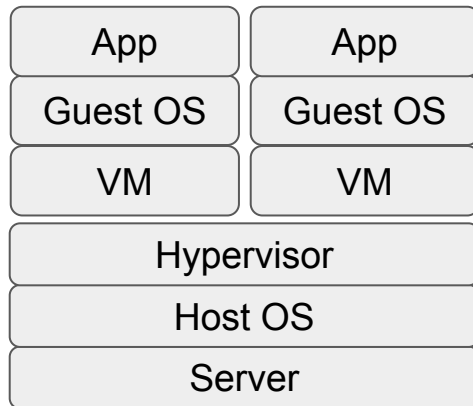 App App
Guest OS Guest OS
VM VM
Hypervisor
Host OS
Server